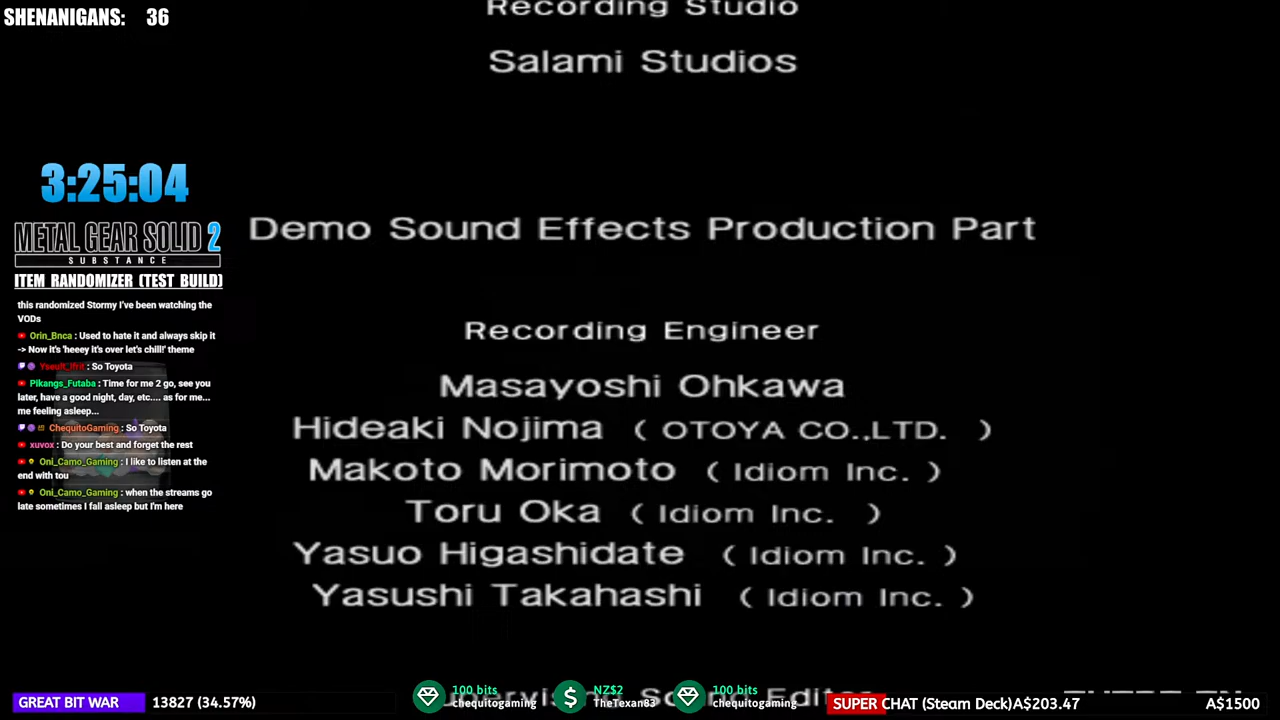 SHENANIGANS: 36
Recording Studio
Salami Studios
3:25:04
METAL GEAR SOLID 2
SUBSTANCE
ITEM RANDOMIZER (TEST BUILD)
Demo Sound Effects Production Part
Recording Engineer
Masayoshi Ohkawa
Hideaki Nojima ( OTOYA CO.,LTD. )
Makoto Morimoto ( Idiom Inc. )
Toru Oka ( Idiom Inc. )
Yasuo Higashidate ( Idiom Inc. )
Yasushi Takahashi ( Idiom Inc. )
this randomized Stormy I've been watching the
VODs
Orin_Bnca : Used to hate it and always skip it
-> Now it's 'heeey it's over let's chill!' theme
Yseult_Ifrit : So Toyota
Pikangs_Futaba : Time for me 2 go, see you
later, have a good night, day, etc.... as for me...
me feeling asleep...
ChequitoGaming : So Toyota
xuvox : Do your best and forget the rest
Oni_Camo_Gaming : I like to listen at the
end with tou
Oni_Camo_Gaming : when the streams go
late sometimes I fall asleep but I'm here
Supervising Sound Editor
GREAT BIT WAR 13827 (34.57%)
100 bits
chequitogaming
NZ$2
TheTexan83
100 bits
chequitogaming
SUPER CHAT (Steam Deck)A$203.47 A$1500